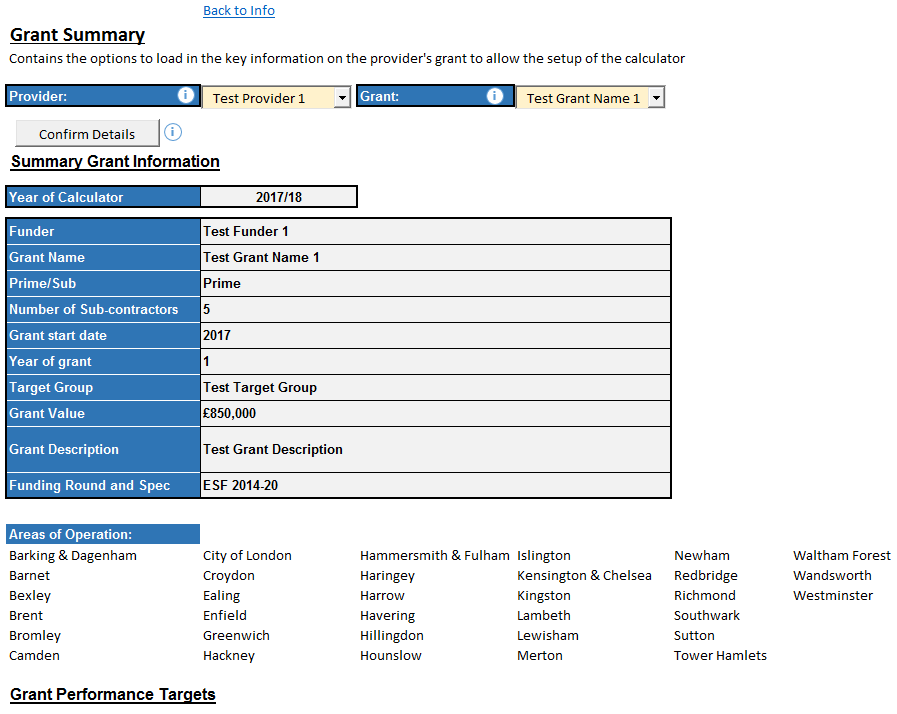 Back to Info
Grant Summary
Contains the options to load in the key information on the provider's grant to allow the setup of the calculator
Provider: i Test Provider 1 Grant: i Test Grant Name 1
Confirm Details i
Summary Grant Information
Year of Calculator 2017/18
Funder Test Funder 1
Grant Name Test Grant Name 1
Prime/Sub Prime
Number of Sub-contractors 5
Grant start date 2017
Year of grant 1
Target Group Test Target Group
Grant Value £850,000
Grant Description Test Grant Description
Funding Round and Spec ESF 2014-20
Areas of Operation:
Barking & Dagenham City of London Hammersmith & Fulham Islington Newham Waltham Forest
Barnet Croydon Haringey Kensington & Chelsea Redbridge Wandsworth
Bexley Ealing Harrow Kingston Richmond Westminster
Brent Enfield Havering Lambeth Southwark
Bromley Greenwich Hillingdon Lewisham Sutton
Camden Hackney Hounslow Merton Tower Hamlets
Grant Performance Targets